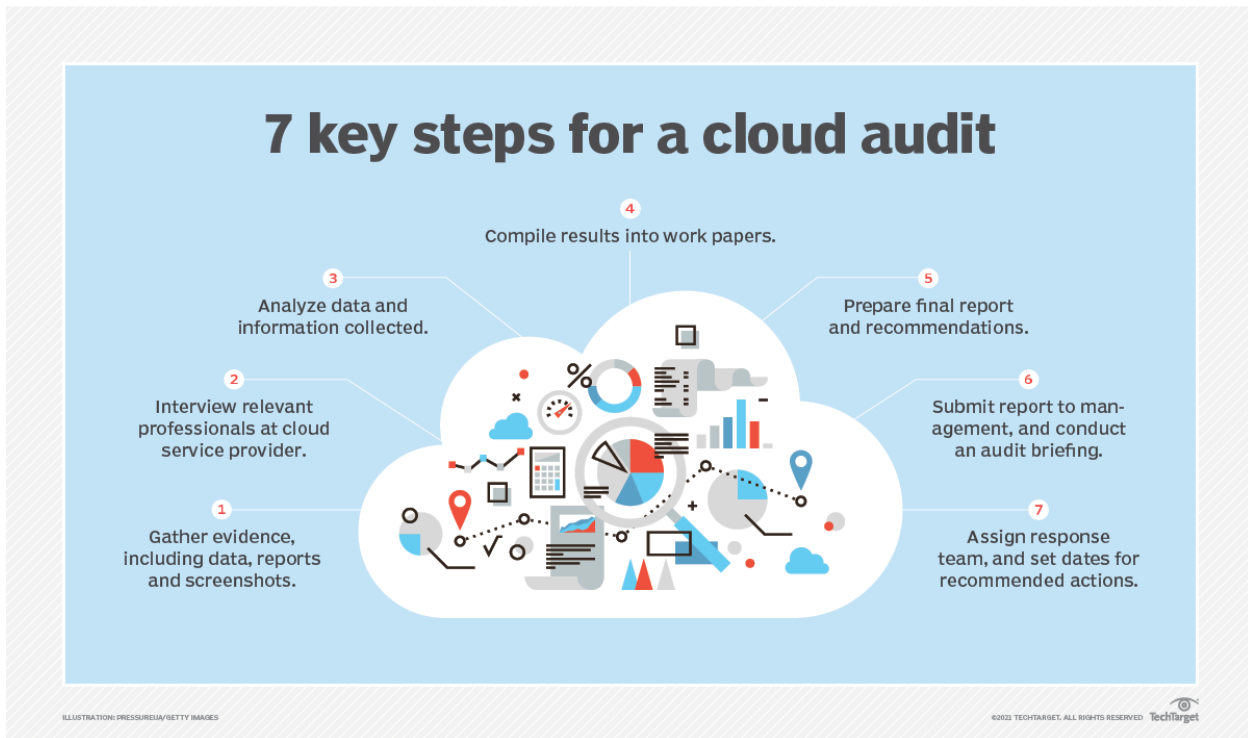 7 key steps for a cloud audit
1
Gather evidence,
including data, reports
and screenshots.
2
Interview relevant
professionals at cloud
service provider.
3
Analyze data and
information collected.
4
Compile results into work papers.
5
Prepare final report
and recommendations.
6
Submit report to man-
agement, and conduct
an audit briefing.
7
Assign response
team, and set dates for
recommended actions.
%
ILLUSTRATION: PRESSUREUA/GETTY IMAGES
©2021 TECHTARGET. ALL RIGHTS RESERVED
TechTarget